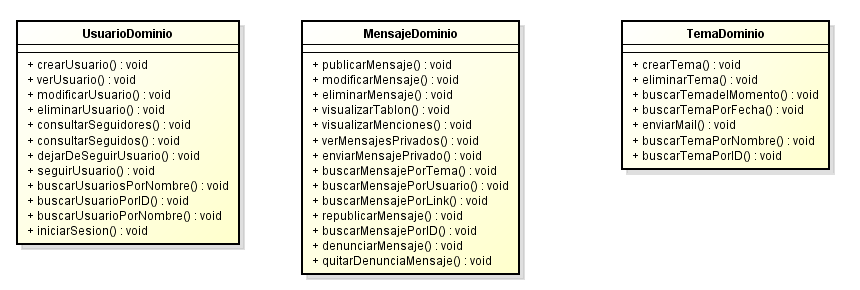 UsuarioDominio
+ crearUsuario() : void
+ verUsuario() : void
+ modificarUsuario() : void
+ eliminarUsuario() : void
+ consultarSeguidores() : void
+ consultarSeguidos() : void
+ dejarDeSeguirUsuario() : void
+ seguirUsuario() : void
+ buscarUsuariosPorNombre() : void
+ buscarUsuarioPorID() : void
+ buscarUsuarioPorNombre() : void
+ iniciarSesion() : void
MensajeDominio
+ publicarMensaje() : void
+ modificarMensaje() : void
+ eliminarMensaje() : void
+ visualizarTablon() : void
+ visualizarMenciones() : void
+ verMensajesPrivados() : void
+ enviarMensajePrivado() : void
+ buscarMensajePorTema() : void
+ buscarMensajePorUsuario() : void
+ buscarMensajePorLink() : void
+ republicarMensaje() : void
+ buscarMensajePorID() : void
+ denunciarMensaje() : void
+ quitarDenunciaMensaje() : void
TemaDominio
+ crearTema() : void
+ eliminarTema() : void
+ buscarTemadelMomento() : void
+ buscarTemaPorFecha() : void
+ enviarMail() : void
+ buscarTemaPorNombre() : void
+ buscarTemaPorID() : void